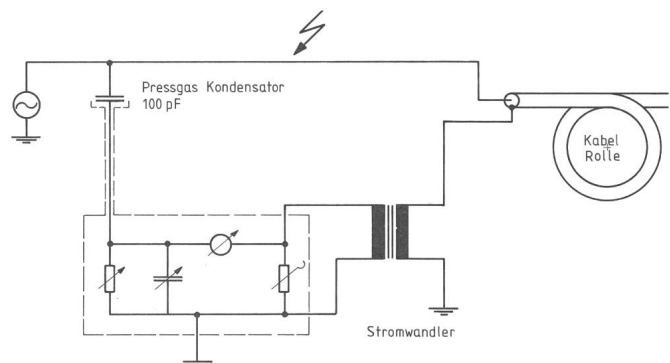 Pressgas Kondensator
100 pF
Kabel
Rolle
Stromwandler